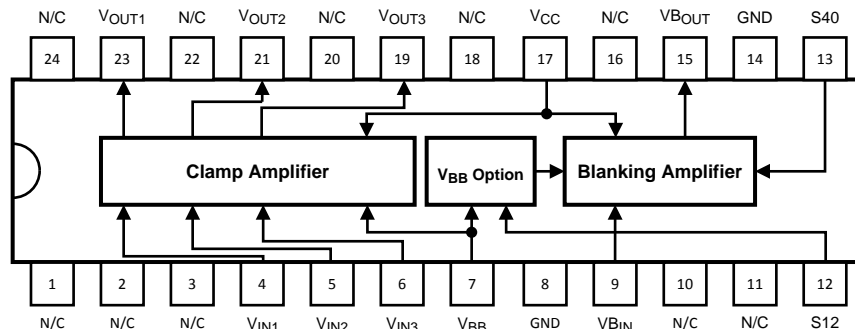 N/C VOUT1 N/C VOUT2 N/C VOUT3 N/C VCC N/C VBOUT GND S40
24 23 22 21 20 19 18 17 16 15 14 13
Clamp Amplifier VBB Option Blanking Amplifier
1 2 3 4 5 6 7 8 9 10 11 12
N/C N/C N/C VIN1 VIN2 VIN3 VBB GND VBIN N/C N/C S12